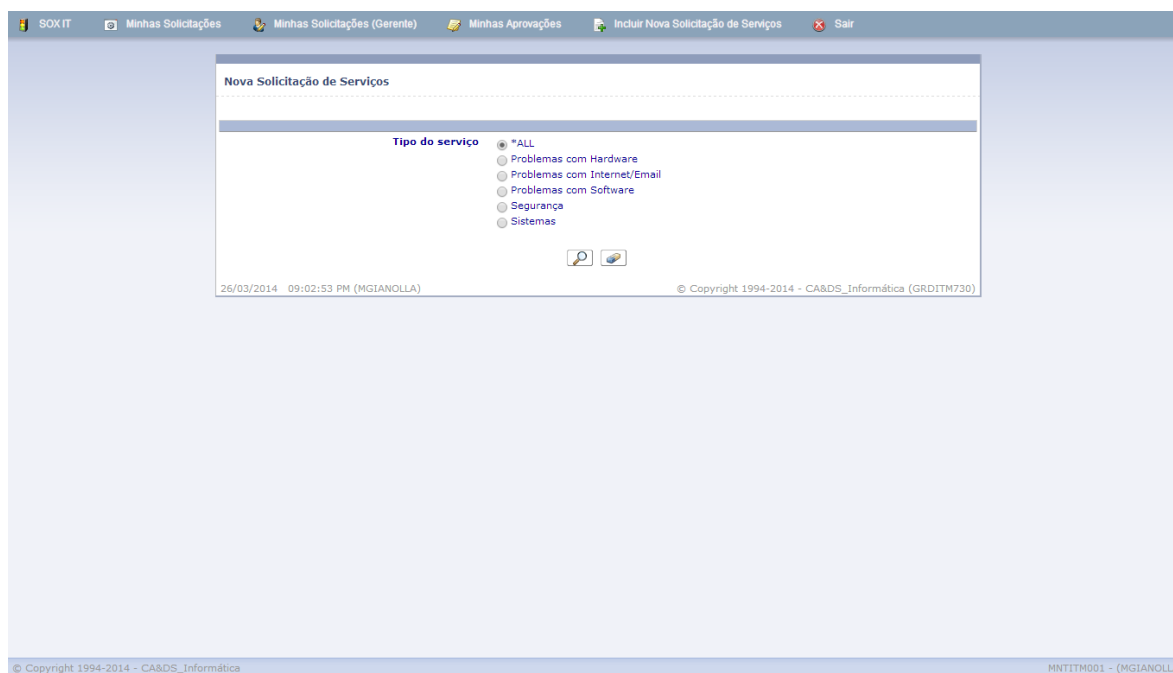 SOX IT Minhas Solicitações Minhas Solicitações (Gerente) Minhas Aprovações Incluir Nova Solicitação de Serviços Sair
Nova Solicitação de Serviços
Tipo do serviço *ALL
Problemas com Hardware
Problemas com Internet/Email
Problemas com Software
Segurança
Sistemas
26/03/2014 09:02:53 PM (MGIANOLLA) © Copyright 1994-2014 - CA&DS_Informática (GRDITM730)
© Copyright 1994-2014 - CA&DS_Informática MNTITM001 - (MGIANOLL